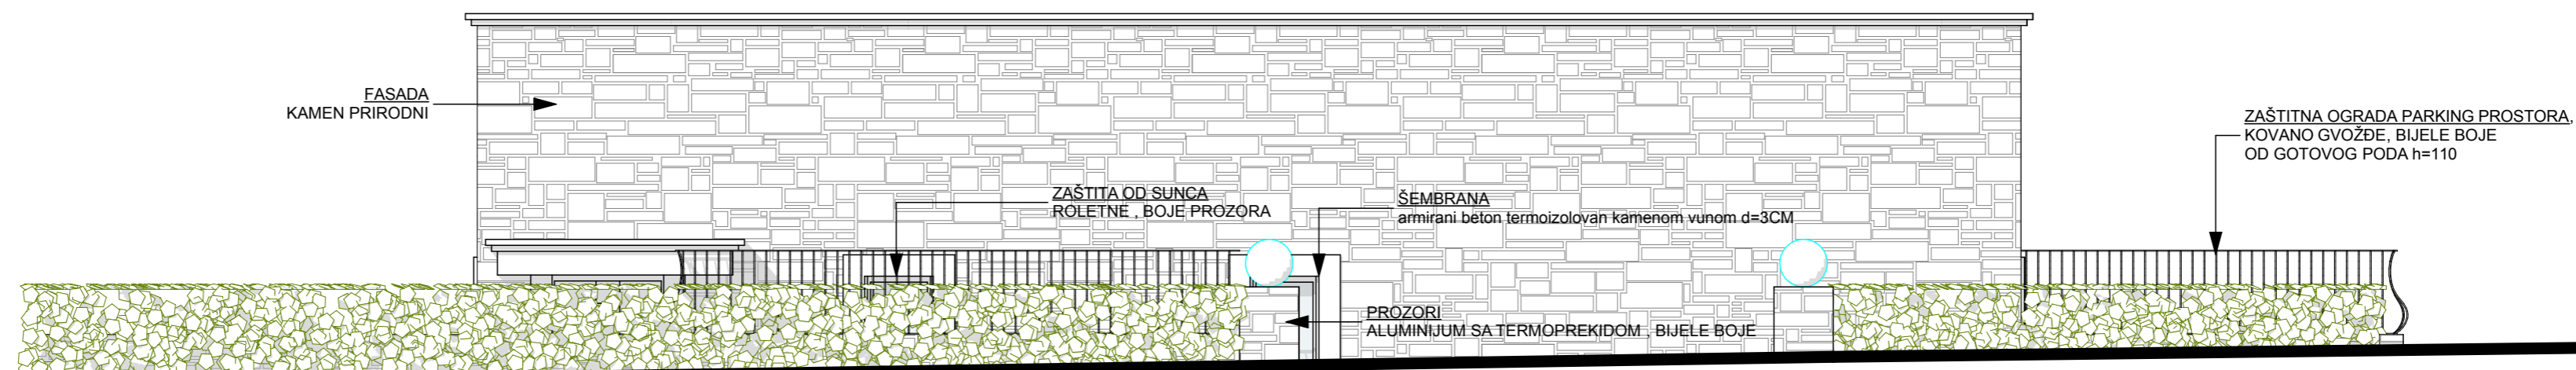 FASADA
KAMEN PRIRODNI
ZAŠTITA OD SUNCA
ROLETNE , BOJE PROZORA
ŠEMBRANA
armirani beton termoizolovan kamenom vunom d=3CM
PROZORI
ALUMINIJUM SA TERMOPREKIDOM , BIJELE BOJE
ZAŠTITNA OGRADA PARKING PROSTORA,
KOVANO GVOŽĐE, BIJELE BOJE
OD GOTOVOG PODA h=110